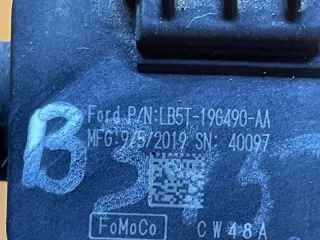 Ford P/N:LB5T-19G490-AA
MFG:9/5/2019 SN: 40097
B
FoMoCo CW48A